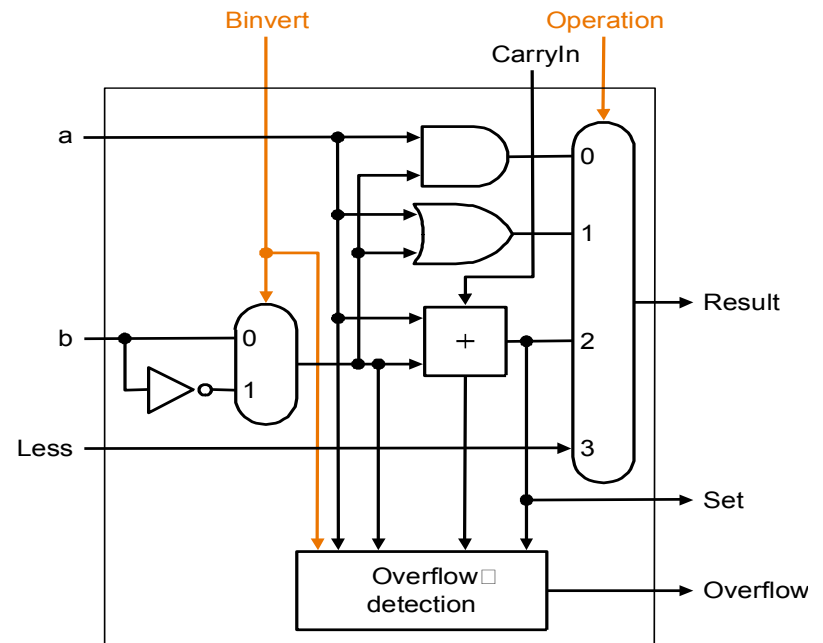 Binvert
Operation
CarryIn
a
0
1
Result
b
0
+
2
1
Less
3
Set
Overflow□
detection
Overflow